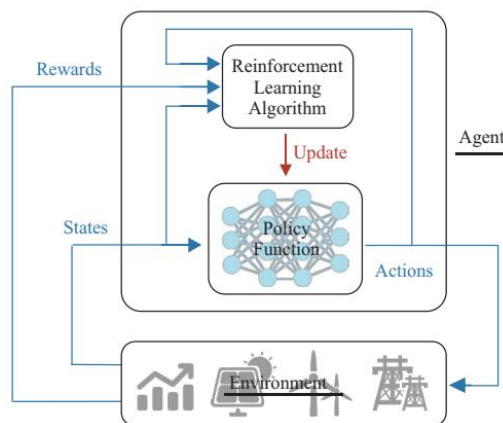 Rewards
Reinforcement
Learning
Algorithm
Agent
Update
States
Policy
Function
Actions
Environment